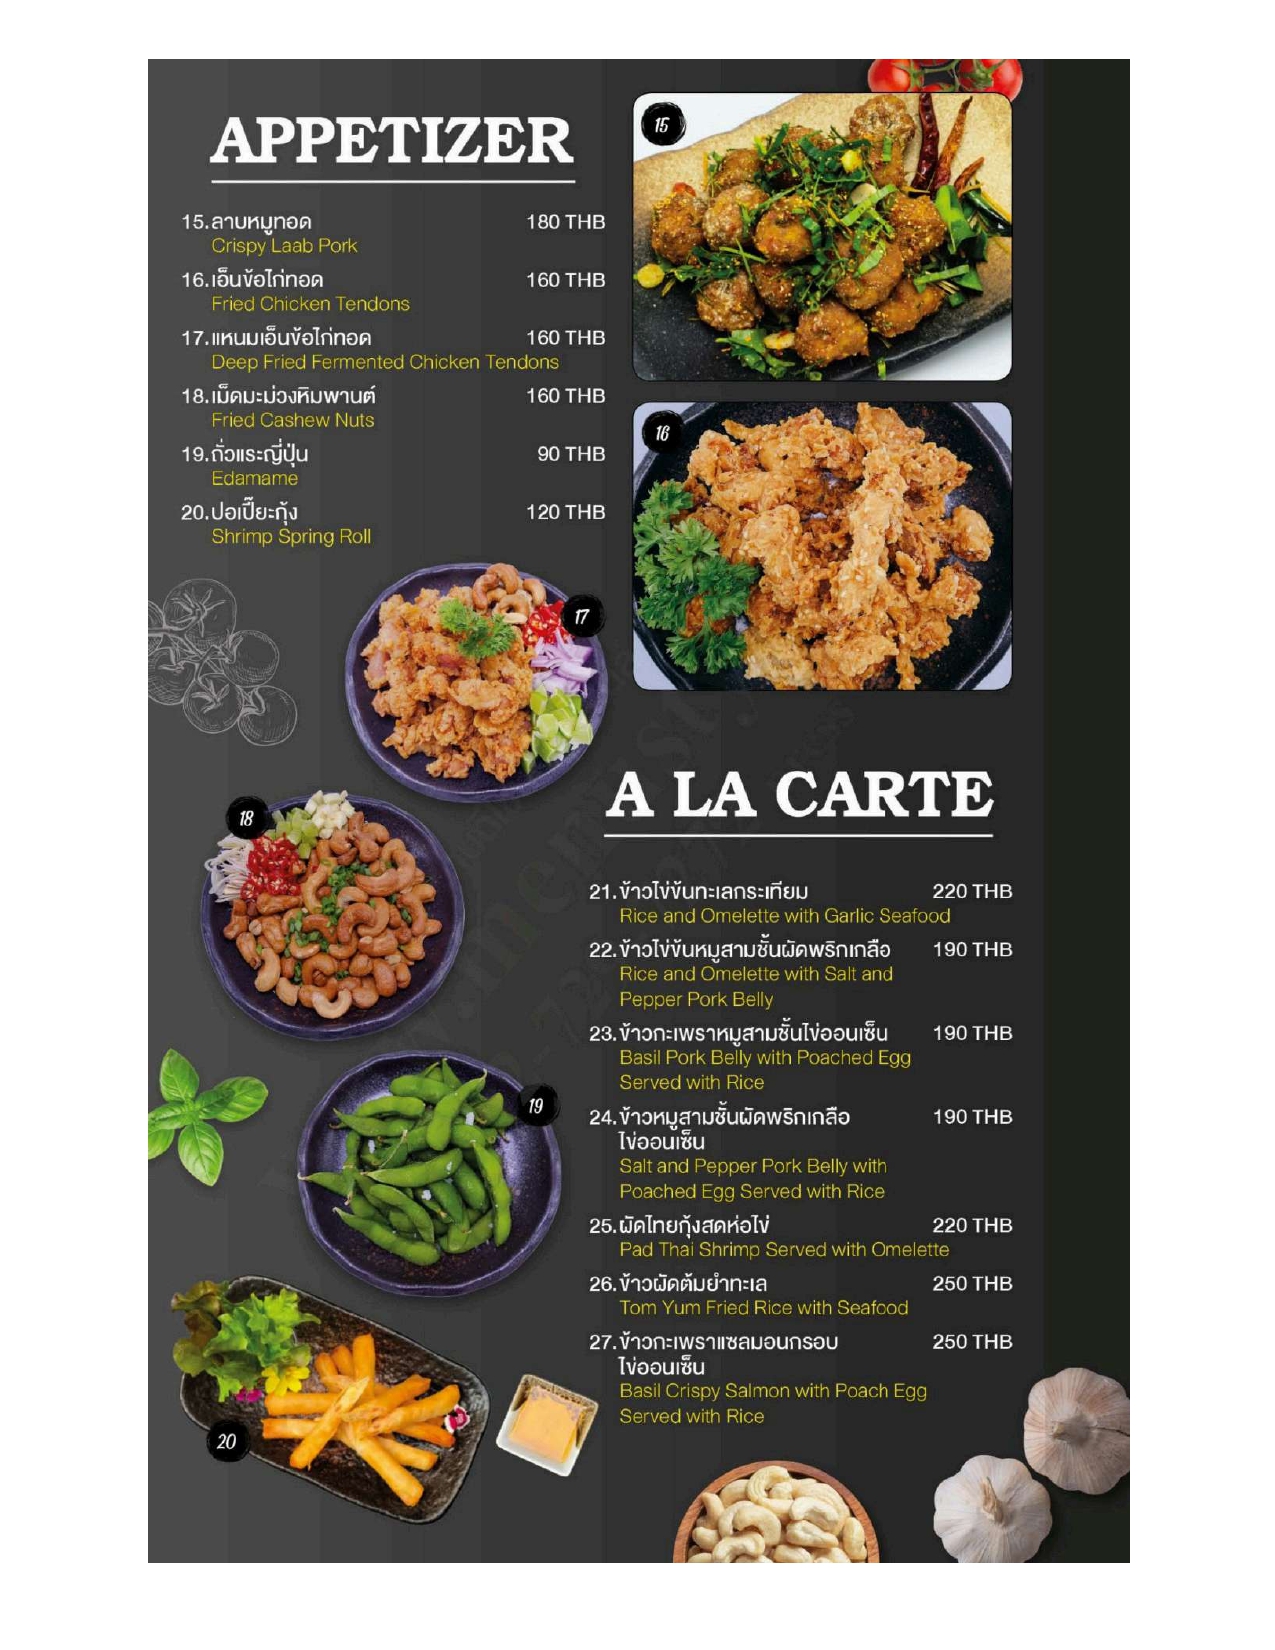 APPETIZER
15.ลาบหมูทอด 180 THB
Crispy Laab Pork
16.เอ็นข้อไก่ทอด 160 THB
Fried Chicken Tendons
17.แหนมเอ็นข้อไก่ทอด 160 THB
Deep Fried Fermented Chicken Tendons
18.เม็ดมะม่วงหิมพานต์ 160 THB
Fried Cashew Nuts
19.ถั่วแระญี่ปุ่น 90 THB
Edamame
20.ปอเปี๊ยะกุ้ง 120 THB
Shrimp Spring Roll
15
16
17
18
19
20
A LA CARTE
21.ข้าวไข่ข้นทะเลกระเทียม 220 THB
Rice and Omelette with Garlic Seafood
22.ข้าวไข่ข้นหมูสามชั้นผัดพริกเกลือ 190 THB
Rice and Omelette with Salt and
Pepper Pork Belly
23.ข้าวกะเพราหมูสามชั้นไข่ออนเซ็น 190 THB
Basil Pork Belly with Poached Egg
Served with Rice
24.ข้าวหมูสามชั้นผัดพริกเกลือ 190 THB
ไข่ออนเซ็น
Salt and Pepper Pork Belly with
Poached Egg Served with Rice
25.ผัดไทยกุ้งสดห่อไข่ 220 THB
Pad Thai Shrimp Served with Omelette
26.ข้าวผัดต้มยำทะเล 250 THB
Tom Yum Fried Rice with Seafood
27.ข้าวกะเพราแซลมอนกรอบ 250 THB
ไข่ออนเซ็น
Basil Crispy Salmon with Poach Egg
Served with Rice